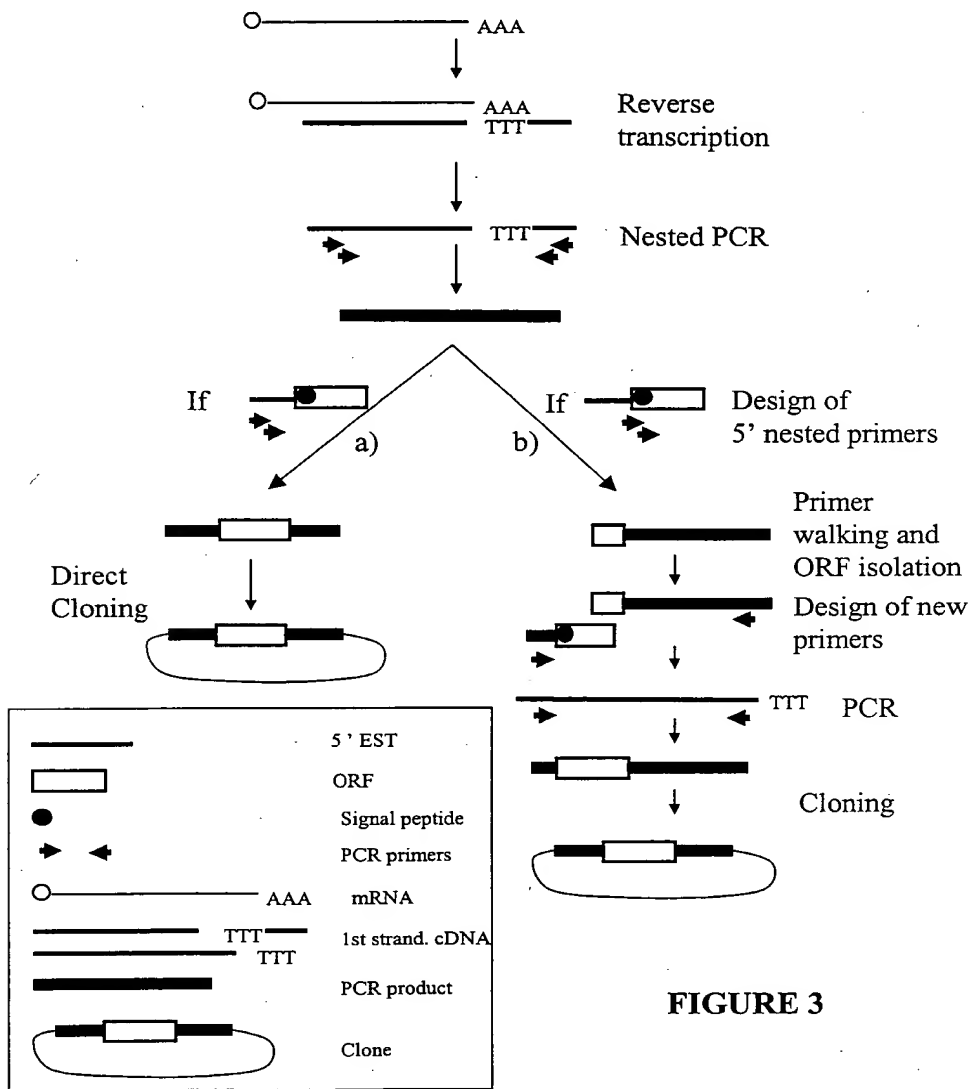 AAA
AAA
TTT
Reverse
transcription
TTT
Nested PCR
If
a)
If
b)
Design of
5' nested primers
Direct
Cloning
Primer
walking and
ORF isolation
Design of new
primers
TTT
PCR
Cloning
5' EST
ORF
Signal peptide
PCR primers
AAA
mRNA
TTT
TTT
1st strand. cDNA
PCR product
Clone
FIGURE 3